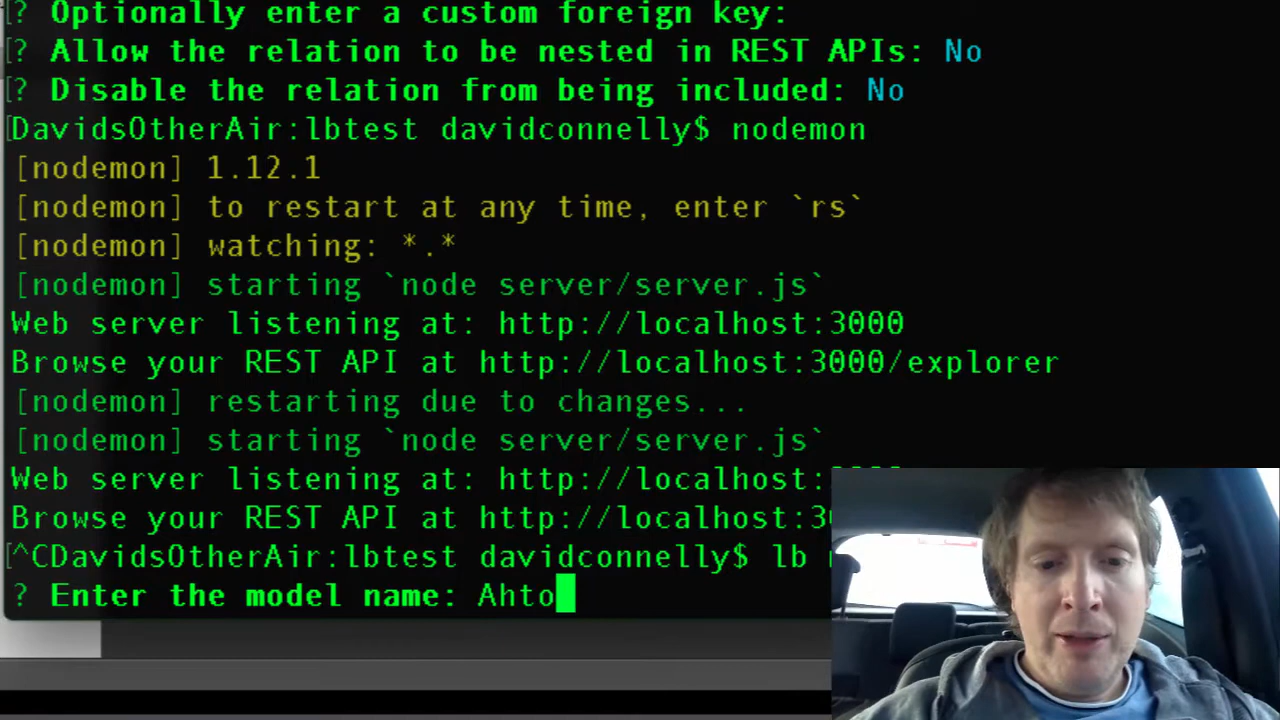 [? Optionally enter a custom foreign key:
[? Allow the relation to be nested in REST APIs: No
[? Disable the relation from being included: No
[DavidsOtherAir:lbtest davidconnelly$ nodemon
[nodemon] 1.12.1
[nodemon] to restart at any time, enter `rs`
[nodemon] watching: *.*
[nodemon] starting `node server/server.js`
Web server listening at: http://localhost:3000
Browse your REST API at http://localhost:3000/explorer
[nodemon] restarting due to changes...
[nodemon] starting `node server/server.js`
Web server listening at: http://localhost:
Browse your REST API at http://localhost:3
[^CDavidsOtherAir:lbtest davidconnelly$ lb
? Enter the model name: Ahto